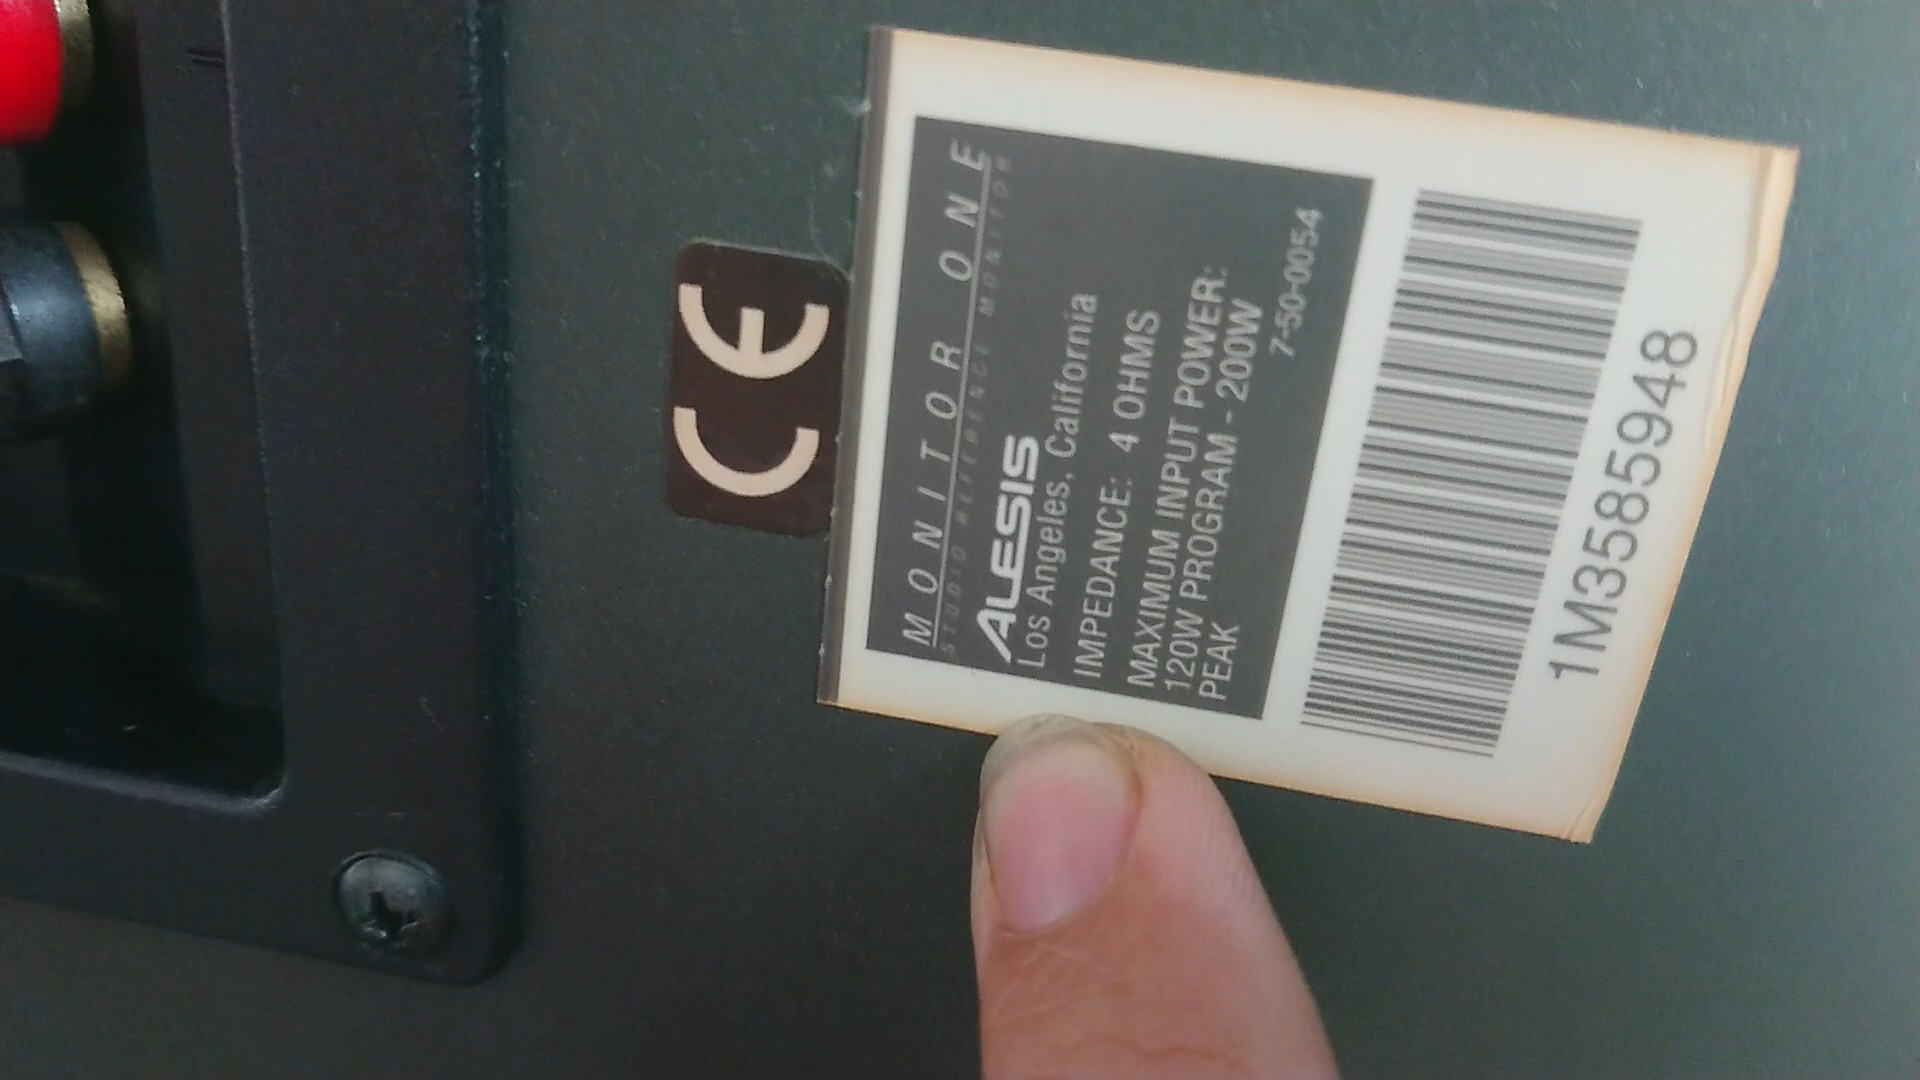 CE
MONITOR ONE
STUDIO REFERENCE MONITOR
ALESIS
Los Angeles, California
IMPEDANCE: 4 OHMS
MAXIMUM INPUT POWER:
120W PROGRAM - 200W
PEAK
7-50-0054
1M3585948